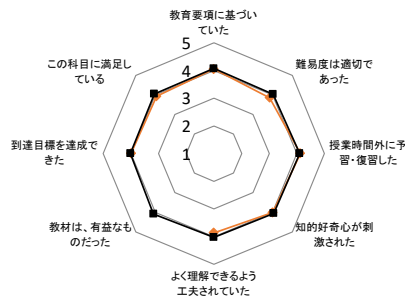 教育要項に基づい
ていた
難易度は適切で
あった
授業時間外に予
習・復習した
知的好奇心が刺
激された
よく理解できるよう
工夫されていた
教材は、有益なも
のだった
到達目標を達成で
きた
この科目に満足し
ている
5
4
3
2
1